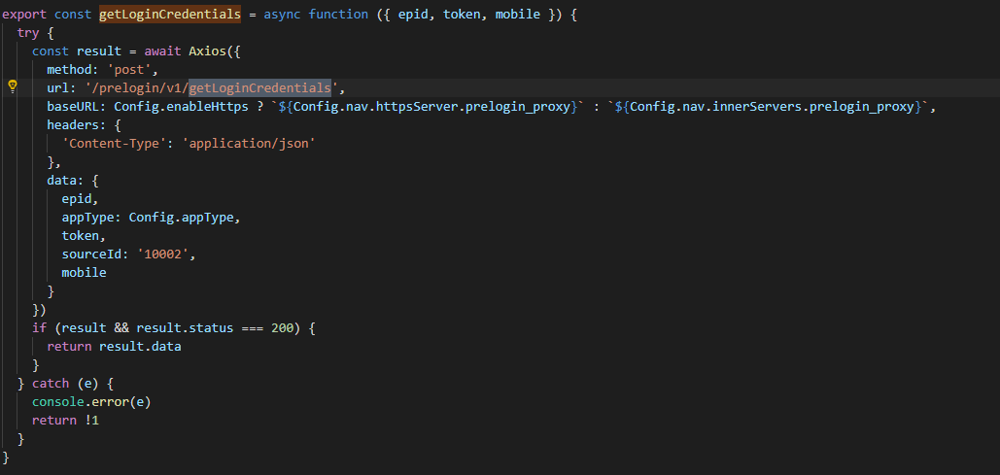 export const getLoginCredentials = async function ({ epid, token, mobile }) {
try {
const result = await Axios({
method: 'post',
url: '/prelogin/v1/getLoginCredentials',
baseURL: Config.enableHttps ? `${Config.nav.httpsServer.prelogin_proxy}` : `${Config.nav.innerServers.prelogin_proxy}`,
headers: {
'Content-Type': 'application/json'
},
data: {
epid,
appType: Config.appType,
token,
sourceId: '10002',
mobile
}
})
if (result && result.status === 200) {
return result.data
}
} catch (e) {
console.error(e)
return !1
}
}